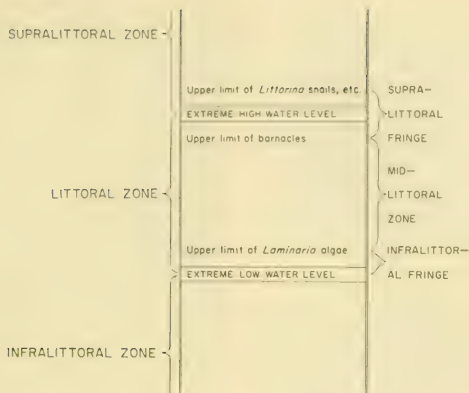 SUPRALITTORAL ZONE
Upper limit of Littorina snails, etc.
EXTREME HIGH WATER LEVEL
Upper limit of barnacles
SUPRA—
LITTORAL
FRINGE
MID—
LITTORAL
ZONE
LITTORAL ZONE
Upper limit of Laminaria algae
EXTREME LOW WATER LEVEL
INFRALITTOR—
AL FRINGE
INFRALITTORAL ZONE